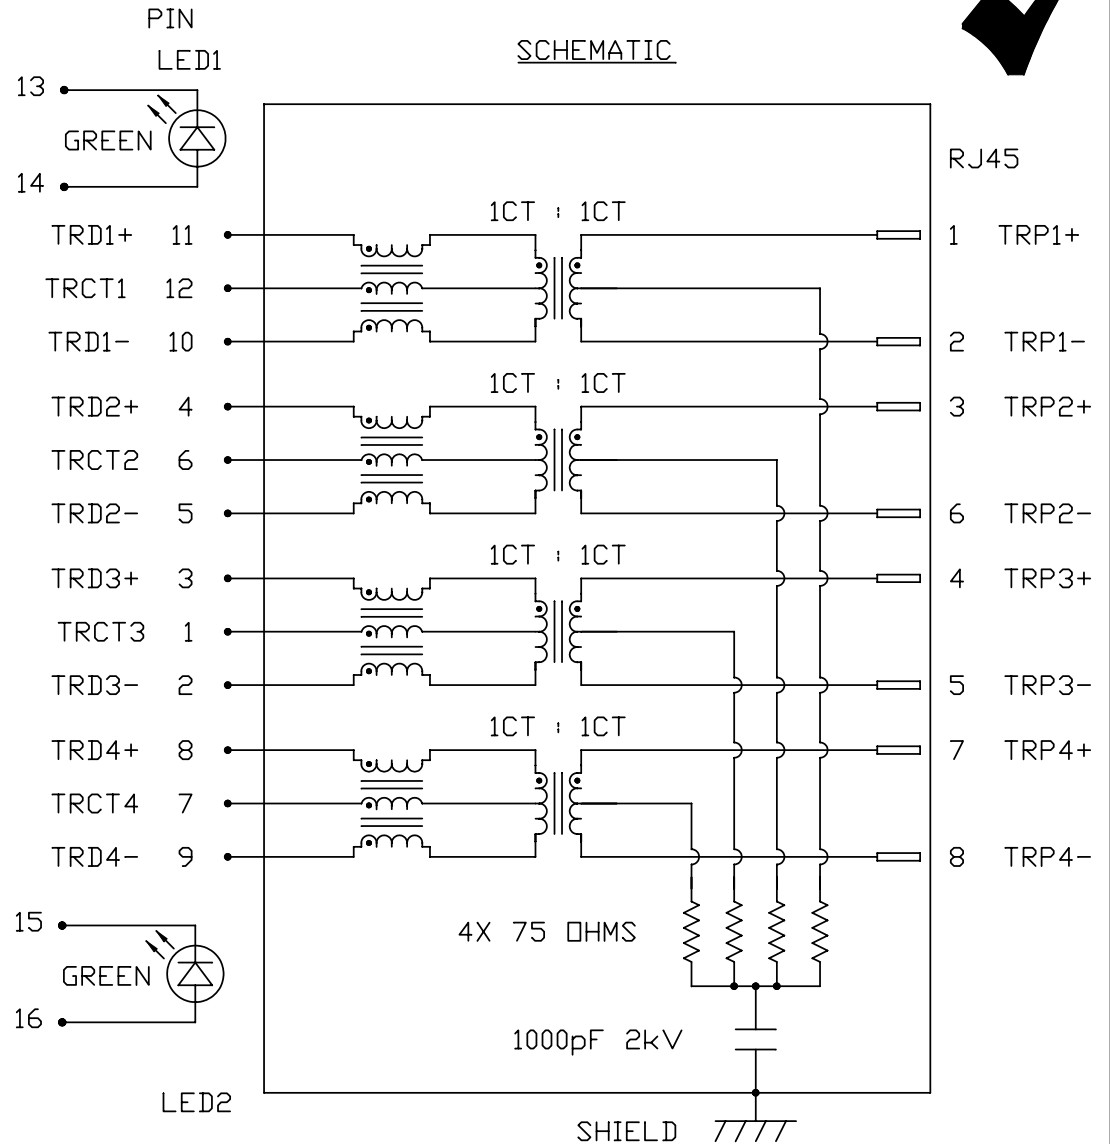 PIN
LED1
SCHEMATIC
13
GREEN
14
RJ45
1CT : 1CT
TRD1+ 11 1 TRP1+
TRCT1 12
TRD1- 10 2 TRP1-
1CT : 1CT
TRD2+ 4 3 TRP2+
TRCT2 6
TRD2- 5 6 TRP2-
1CT : 1CT
TRD3+ 3 4 TRP3+
TRCT3 1
TRD3- 2 5 TRP3-
1CT : 1CT
TRD4+ 8 7 TRP4+
TRCT4 7
TRD4- 9 8 TRP4-
15
4X 75 OHMS
GREEN
16
1000pF 2kV
LED2
SHIELD